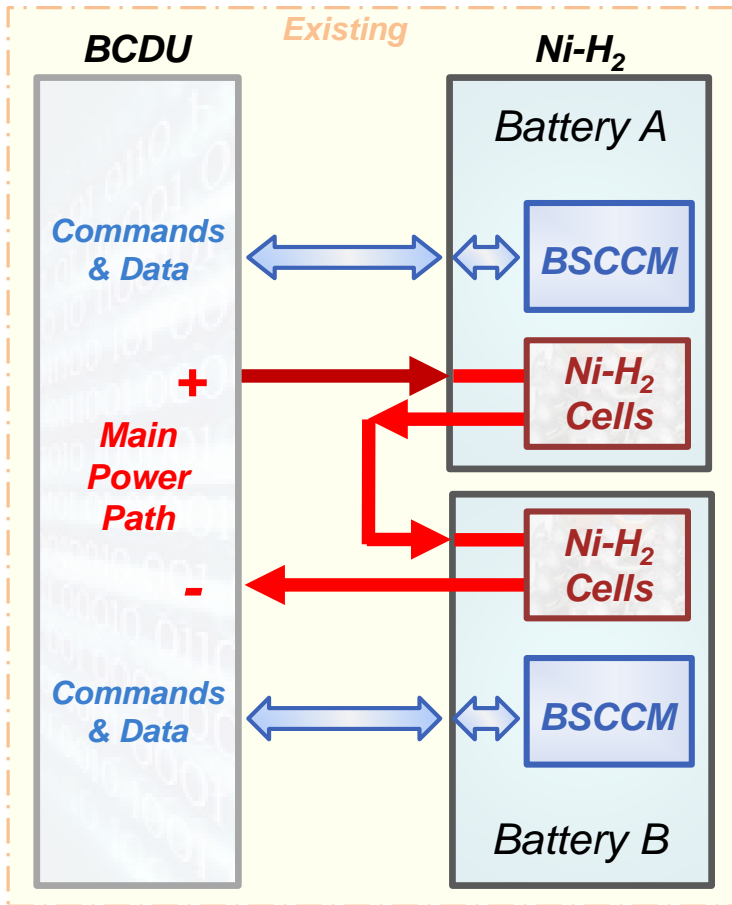 Existing
BCDU
Ni-H₂
Battery A
Commands
& Data
BSCCM
+
Main
Power
Path
-
Ni-H₂
Cells
Ni-H₂
Cells
Commands
& Data
BSCCM
Battery B